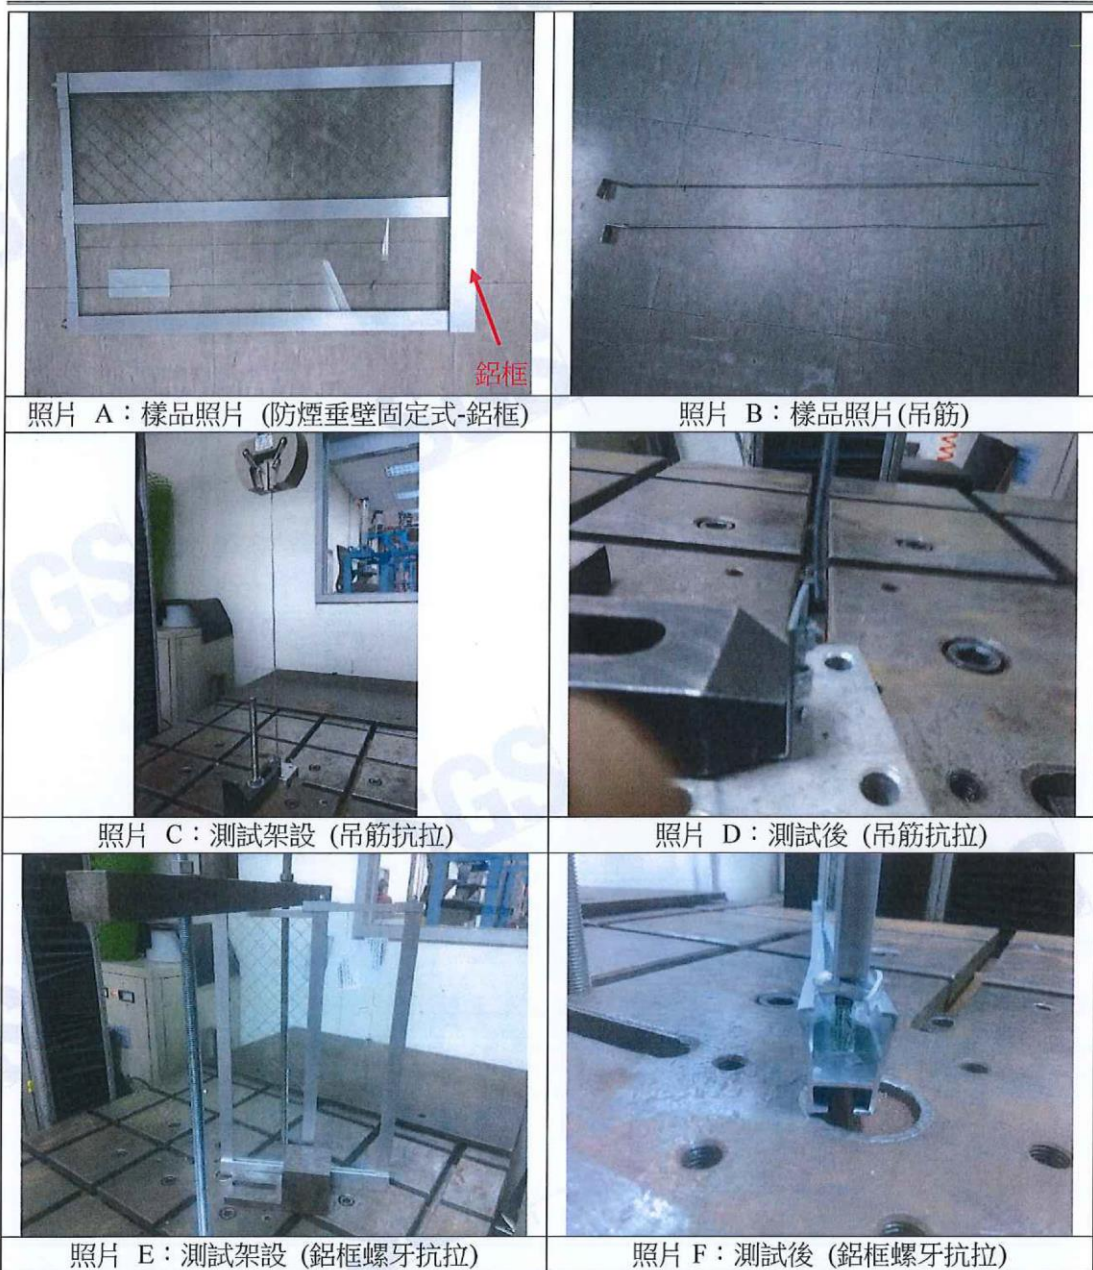 鋁框
照片 A：樣品照片 (防煙垂壁固定式-鋁框)
照片 B：樣品照片(吊筋)
照片 C：測試架設 (吊筋抗拉)
照片 D：測試後 (吊筋抗拉)
照片 E：測試架設 (鋁框螺牙抗拉)
照片 F：測試後 (鋁框螺牙抗拉)
SGS
SGS